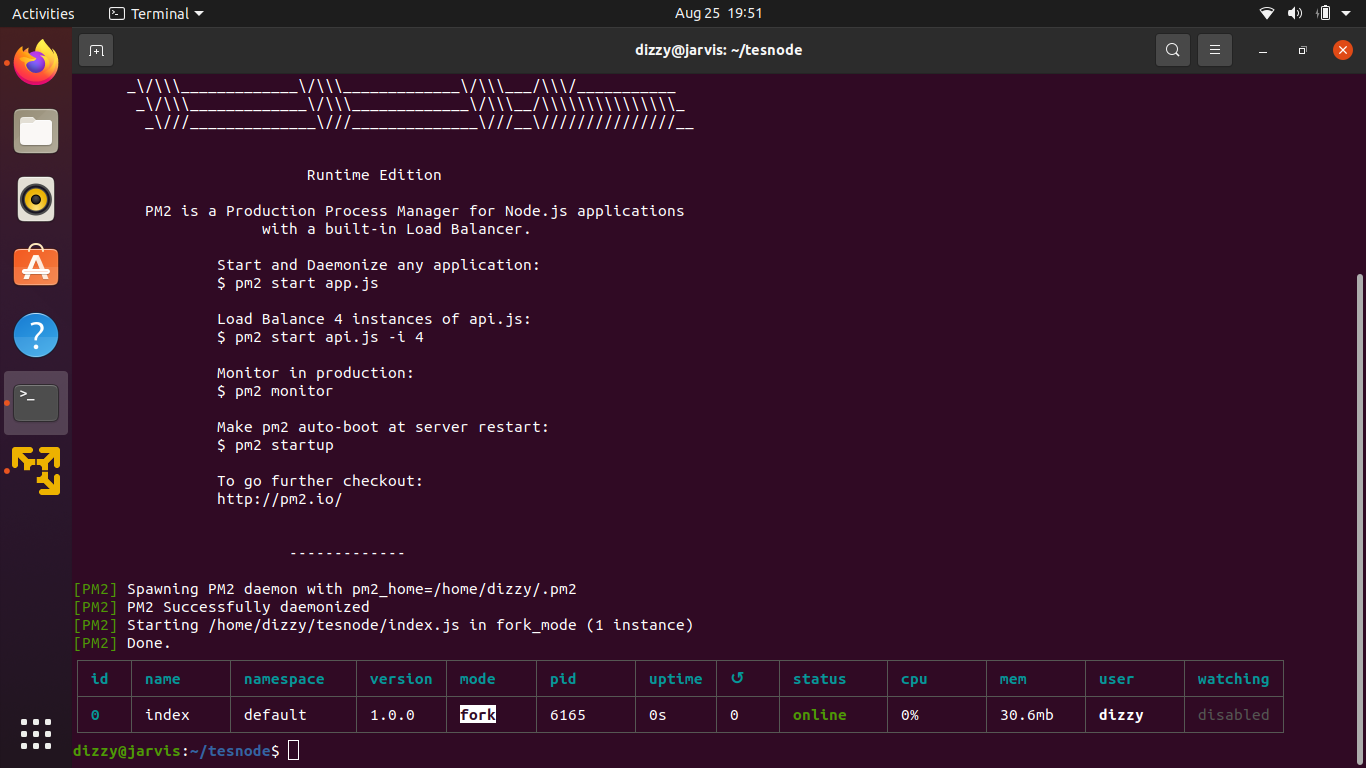 Activities Terminal Aug 25 19:51
dizzy@jarvis: ~/tesnode
_\/\\\_____________\/\\\_____________\/\\\___/\\\/___________
_\/\\\_____________\/\\\_____________\/\\\__/\\\\\\\\\\\\\\\_
_\///______________\///______________\///__\///////////////__
Runtime Edition
PM2 is a Production Process Manager for Node.js applications
with a built-in Load Balancer.
Start and Daemonize any application:
$ pm2 start app.js
Load Balance 4 instances of api.js:
$ pm2 start api.js -i 4
Monitor in production:
$ pm2 monitor
Make pm2 auto-boot at server restart:
$ pm2 startup
To go further checkout:
http://pm2.io/
-------------
[PM2] Spawning PM2 daemon with pm2_home=/home/dizzy/.pm2
[PM2] PM2 Successfully daemonized
[PM2] Starting /home/dizzy/tesnode/index.js in fork_mode (1 instance)
[PM2] Done.
id name namespace version mode pid uptime ↺ status cpu mem user watching
0 index default 1.0.0 fork 6165 0s 0 online 0% 30.6mb dizzy disabled
dizzy@jarvis:~/tesnode$